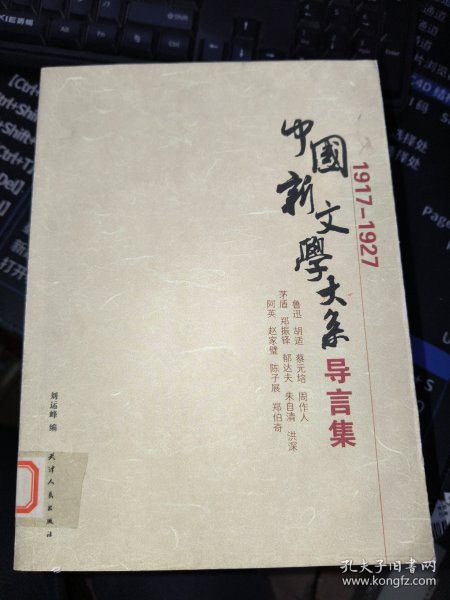 1917-1927
中國新文學大系
导言集
鲁迅 胡适 蔡元培 周作人
茅盾 郑振铎 郁达夫 朱自清 洪深
阿英 赵家璧 陈子展 郑伯奇
刘运峰 编
天津人民出版社
孔夫子旧书网
www.kongfz.com